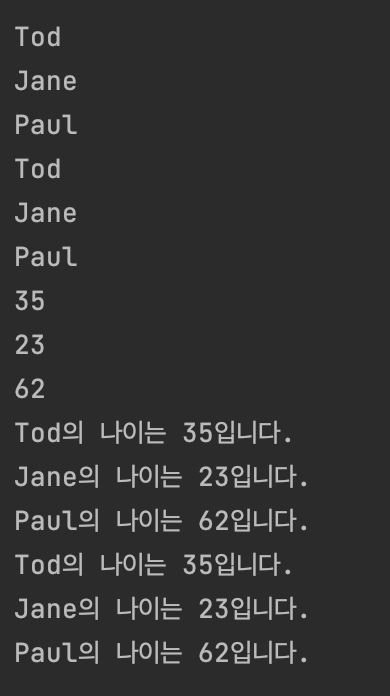 Tod
Jane
Paul
Tod
Jane
Paul
35
23
62
Tod의 나이는 35입니다.
Jane의 나이는 23입니다.
Paul의 나이는 62입니다.
Tod의 나이는 35입니다.
Jane의 나이는 23입니다.
Paul의 나이는 62입니다.